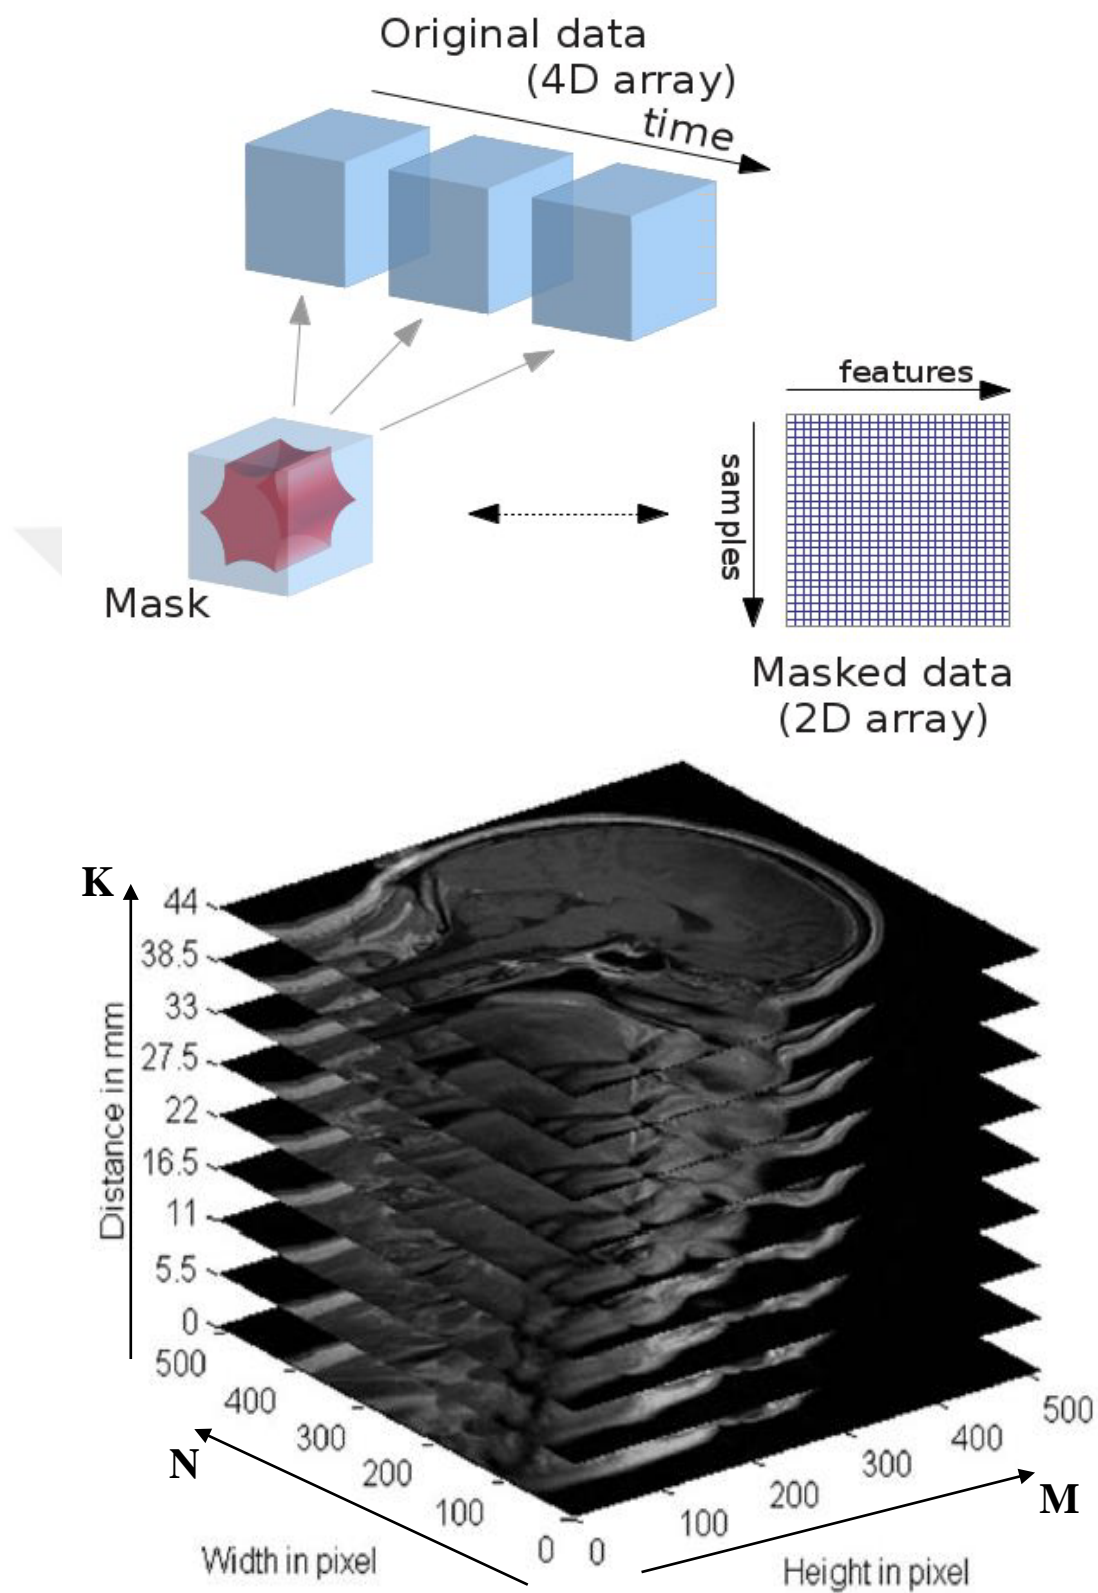 Original data
(4D array)
time
features
samples
Mask
Masked data
(2D array)
K
44
38.5
33
27.5
22
16.5
11
5.5
0
Distance in mm
500
400
300
200
100
0
N
Width in pixel
0
100
200
300
400
500
M
Height in pixel